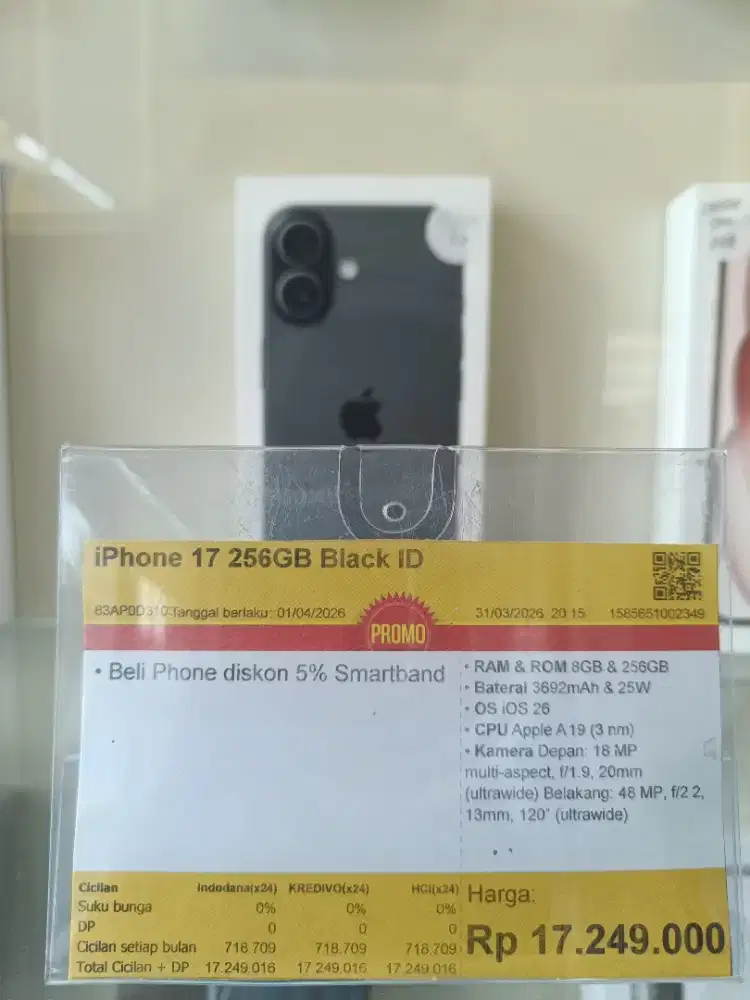 iPhone 17 256GB Black ID
83AP0D310 Tanggal berlaku: 01/04/2026 31/03/2026 20:15 1585651002349
PROMO
• Beli Phone diskon 5% Smartband
• RAM & ROM 8GB & 256GB
• Baterai 3692mAh & 25W
• OS iOS 26
• CPU Apple A19 (3 nm)
• Kamera Depan: 18 MP
multi-aspect, f/1.9, 20mm
(ultrawide) Belakang: 48 MP, f/2.2,
13mm, 120˚ (ultrawide)
Cicilan Indodana(x24) KREDIVO(x24) HCI(x24)
Suku bunga 0% 0% 0%
DP 0 0 0
Cicilan setiap bulan 718.709 718.709 718.709
Total Cicilan + DP 17.249.016 17.249.016 17.249.016
Harga:
Rp 17.249.000